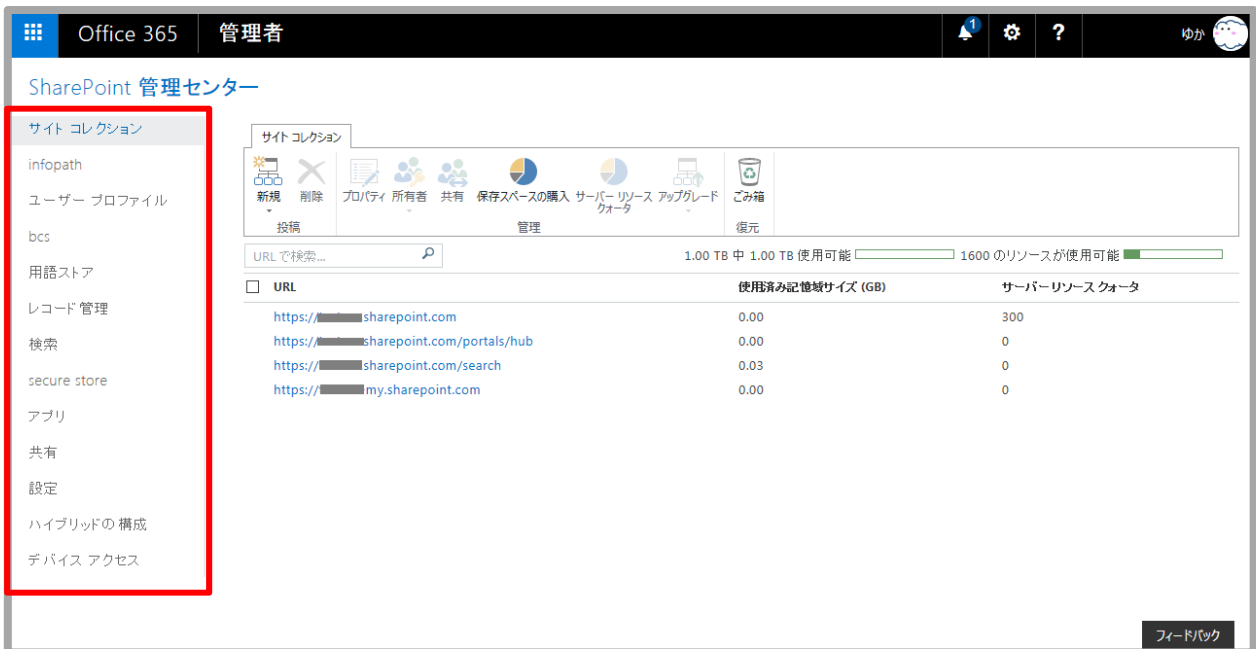 Office 365 管理者 1 ? ゆか
SharePoint 管理センター
サイト コレクション
infopath
ユーザー プロファイル
bcs
用語ストア
レコード管理
検索
secure store
アプリ
共有
設定
ハイブリッドの構成
デバイス アクセス
サイト コレクション
新規 削除 プロパティ 所有者 共有 保存スペースの購入 サーバー リソース クォータ アップグレード ごみ箱
投稿 管理 復元
URL で検索... 1.00 TB 中 1.00 TB 使用可能 1600 のリソースが使用可能
URL 使用済み記憶域サイズ (GB) サーバー リソース クォータ
https:// sharepoint.com 0.00 300
https:// sharepoint.com/portals/hub 0.00 0
https:// sharepoint.com/search 0.03 0
https:// my.sharepoint.com 0.00 0
フィードバック